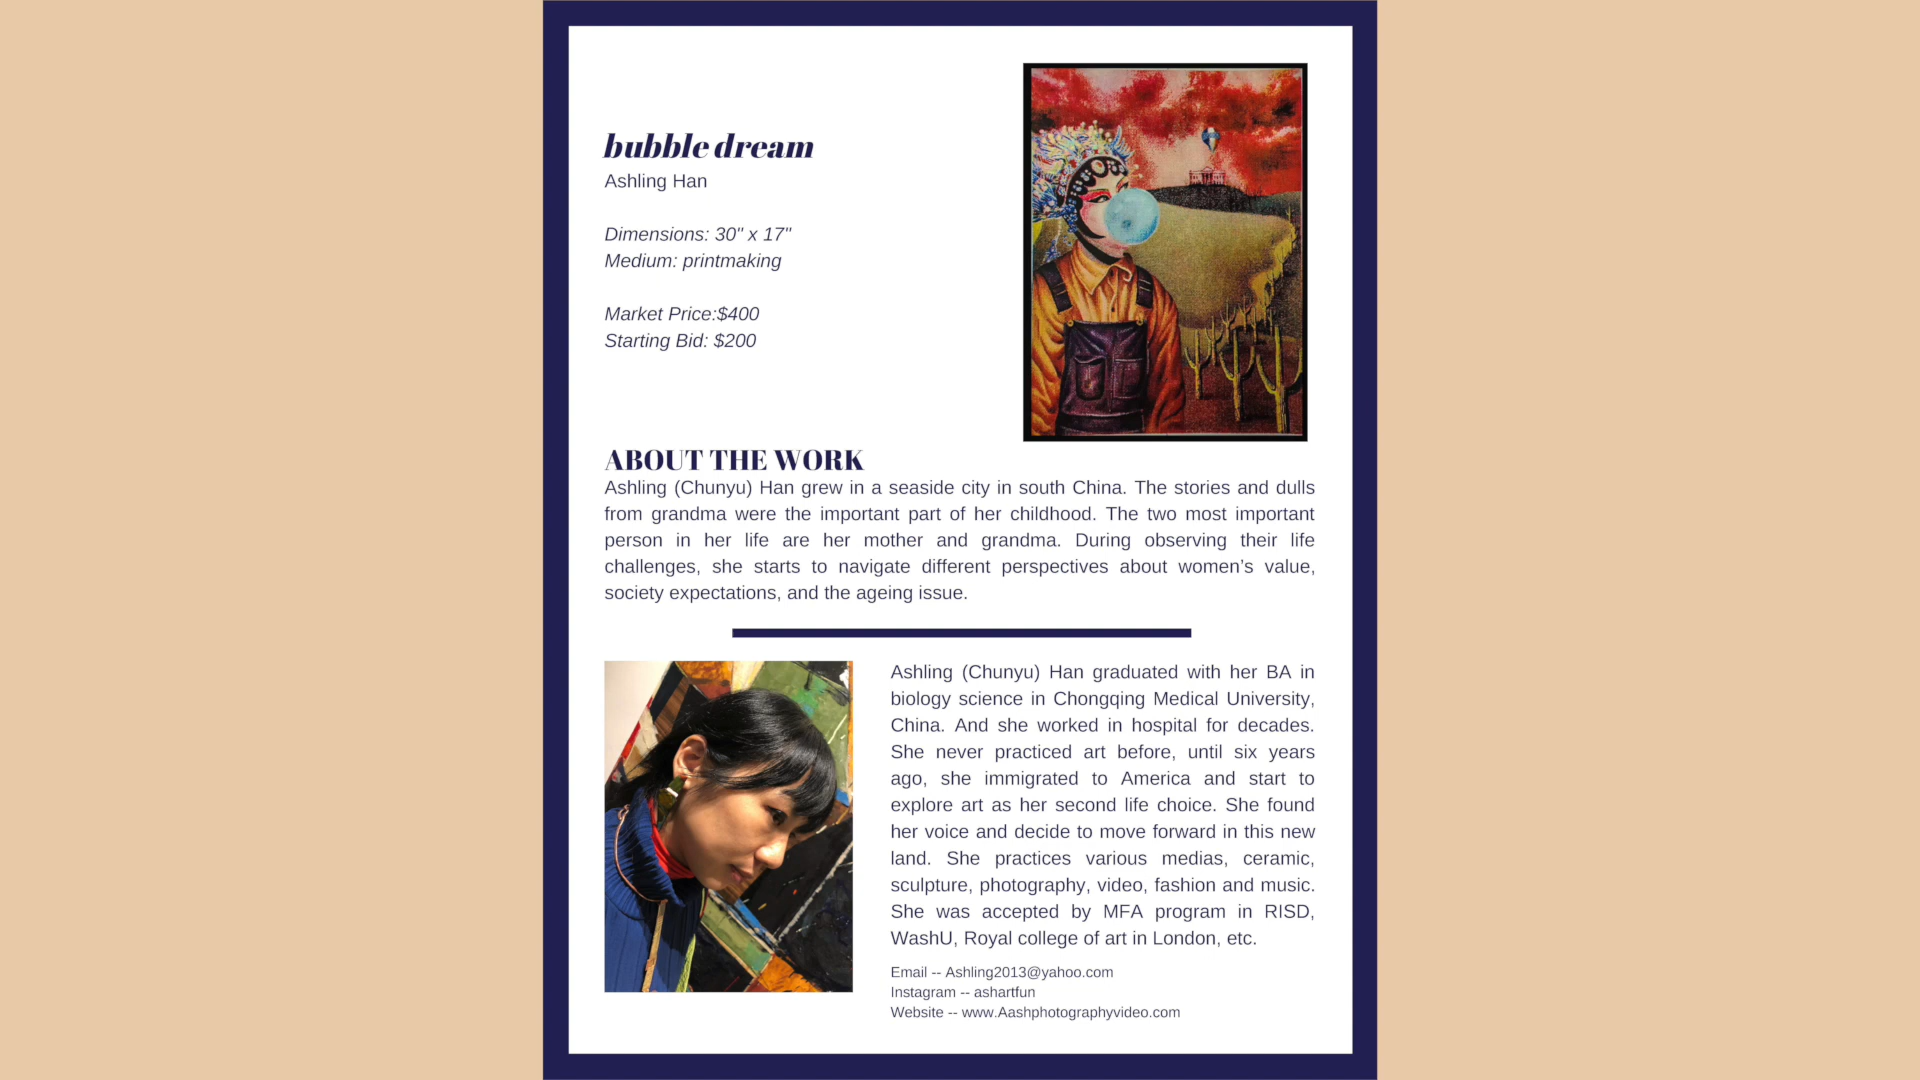 bubble dream
Ashling Han
Dimensions: 30" x 17"
Medium: printmaking
Market Price:$400
Starting Bid: $200
ABOUT THE WORK
Ashling (Chunyu) Han grew in a seaside city in south China. The stories and dulls
from grandma were the important part of her childhood. The two most important
person in her life are her mother and grandma. During observing their life
challenges, she starts to navigate different perspectives about women’s value,
society expectations, and the ageing issue.
Ashling (Chunyu) Han graduated with her BA in
biology science in Chongqing Medical University,
China. And she worked in hospital for decades.
She never practiced art before, until six years
ago, she immigrated to America and start to
explore art as her second life choice. She found
her voice and decide to move forward in this new
land. She practices various medias, ceramic,
sculpture, photography, video, fashion and music.
She was accepted by MFA program in RISD,
WashU, Royal college of art in London, etc.
Email -- Ashling2013@yahoo.com
Instagram -- ashartfun
Website -- www.Aashphotographyvideo.com